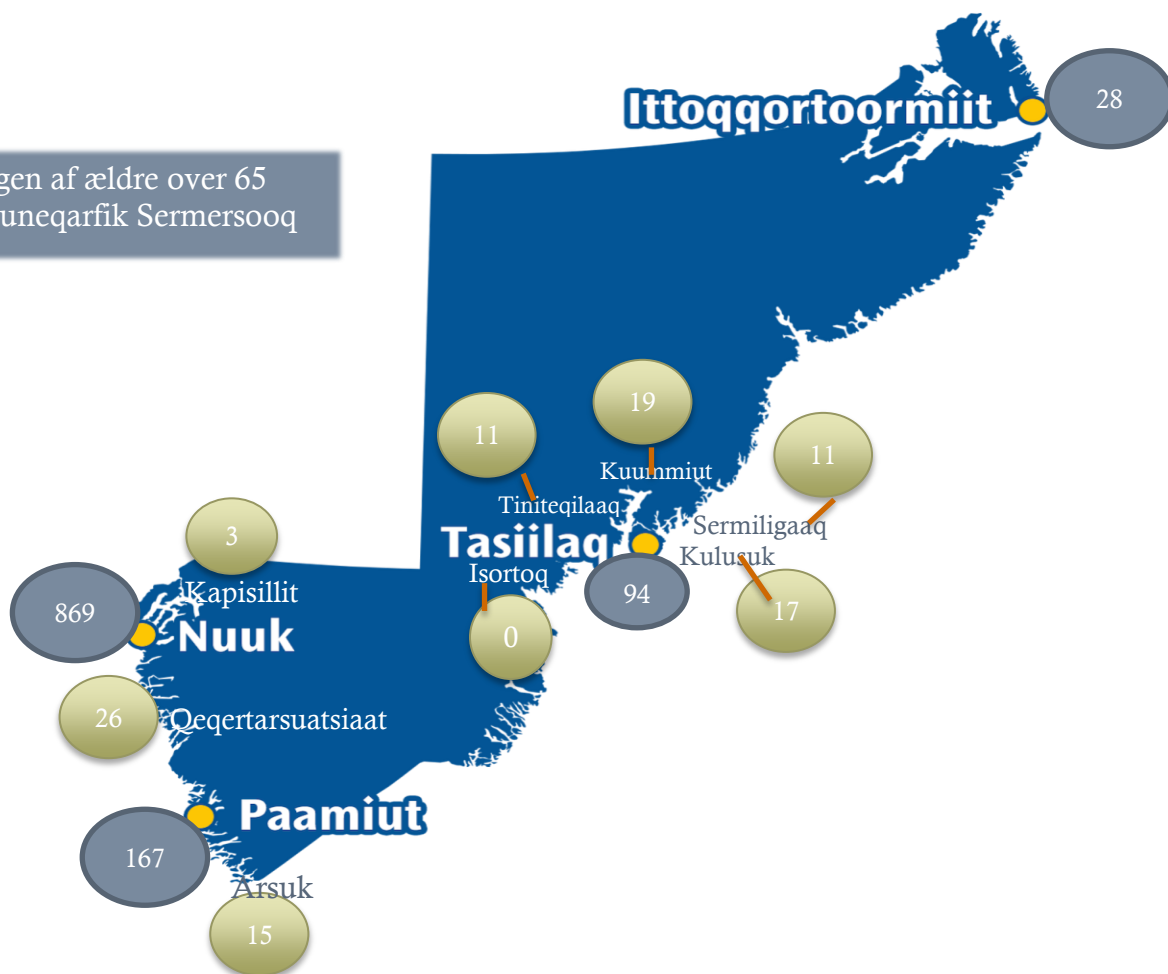 Ittoqqortoormiit
28
gen af ældre over 65
uneqarfik Sermersooq
19
11
11
Kuummiut
Tiniteqilaaq
Sermiligaaq
Tasiilaq
Kulusuk
3
Isortoq
94
Kapisillit
869
17
Nuuk
0
26
Qeqertarsuatsiaat
Paamiut
167
Arsuk
15